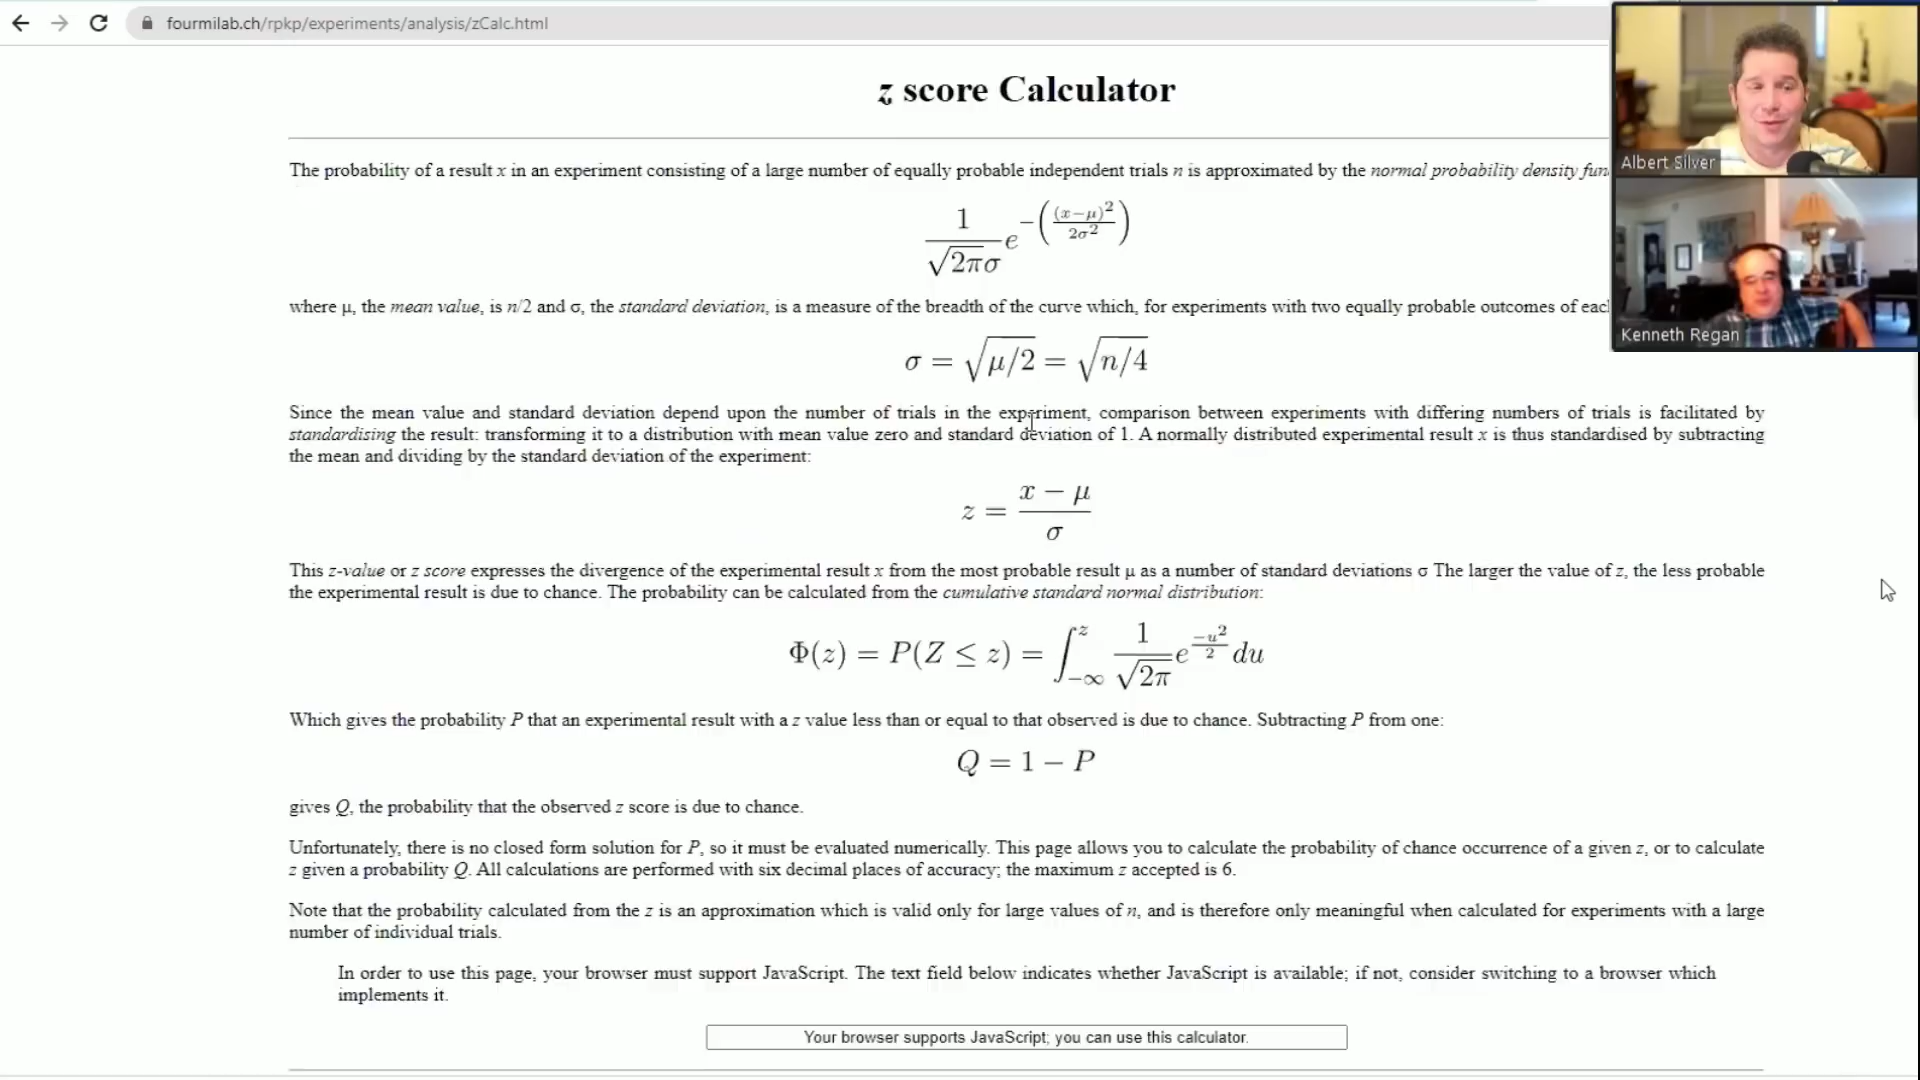 fourmilab.ch/rpkp/experiments/analysis/zCalc.html
z score Calculator
The probability of a result x in an experiment consisting of a large number of equally probable independent trials n is approximated by the normal probability density fun
1/(√2πσ) e^−((x−μ)²/2σ²)
where μ, the mean value, is n/2 and σ, the standard deviation, is a measure of the breadth of the curve which, for experiments with two equally probable outcomes of eac
σ = √μ/2 = √n/4
Since the mean value and standard deviation depend upon the number of trials in the experiment, comparison between experiments with differing numbers of trials is facilitated by
standardising the result: transforming it to a distribution with mean value zero and standard deviation of 1. A normally distributed experimental result x is thus standardised by subtracting
the mean and dividing by the standard deviation of the experiment:
z = (x − μ)/σ
This z-value or z score expresses the divergence of the experimental result x from the most probable result μ as a number of standard deviations σ The larger the value of z, the less probable
the experimental result is due to chance. The probability can be calculated from the cumulative standard normal distribution:
Φ(z) = P(Z ≤ z) = ∫_−∞^z 1/√2π e^(−u²/2) du
Which gives the probability P that an experimental result with a z value less than or equal to that observed is due to chance. Subtracting P from one:
Q = 1 − P
gives Q, the probability that the observed z score is due to chance.
Unfortunately, there is no closed form solution for P, so it must be evaluated numerically. This page allows you to calculate the probability of chance occurrence of a given z, or to calculate
z given a probability Q. All calculations are performed with six decimal places of accuracy; the maximum z accepted is 6.
Note that the probability calculated from the z is an approximation which is valid only for large values of n, and is therefore only meaningful when calculated for experiments with a large
number of individual trials.
In order to use this page, your browser must support JavaScript. The text field below indicates whether JavaScript is available; if not, consider switching to a browser which
implements it.
Your browser supports JavaScript; you can use this calculator.
Albert Silver
Kenneth Regan